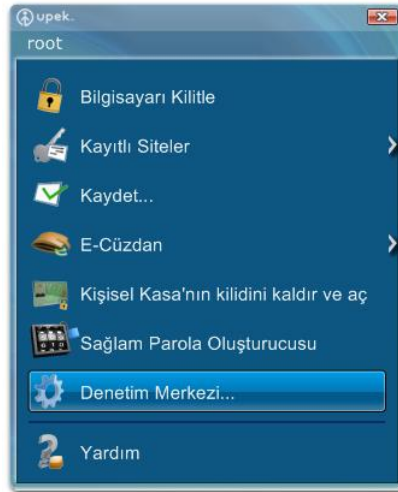 upek.
root
Bilgisayarı Kilitle
Kayıtlı Siteler
Kaydet...
E-Cüzdan
Kişisel Kasa'nın kilidini kaldır ve aç
Sağlam Parola Oluşturucusu
Denetim Merkezi...
Yardım